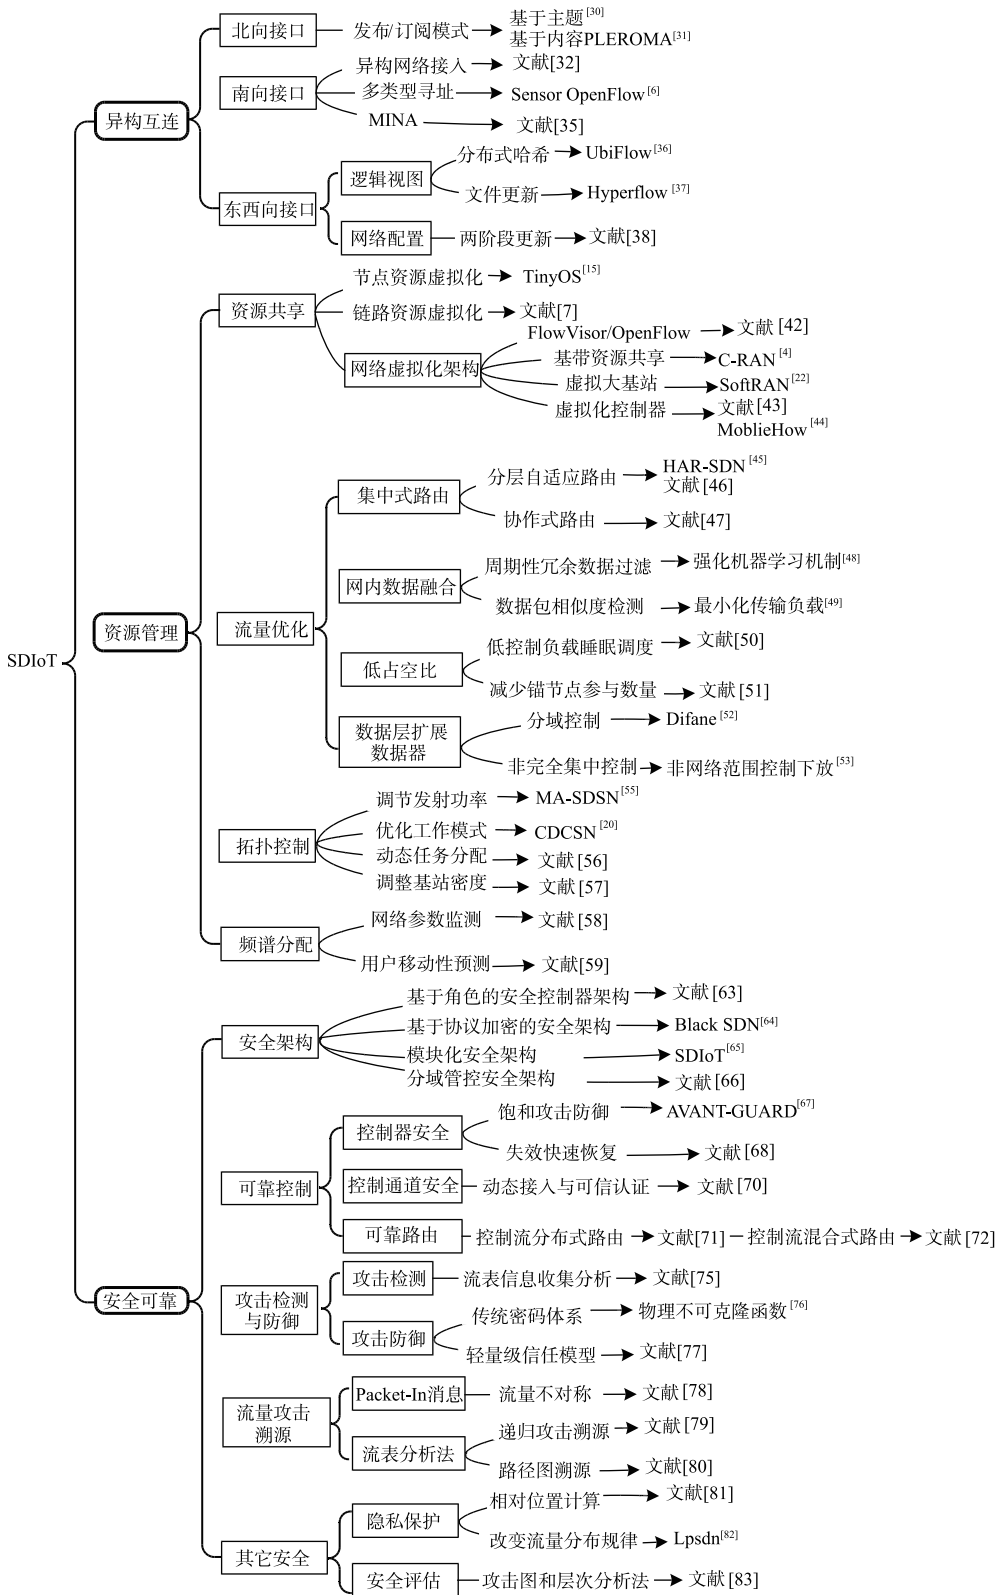 SDIoT
异构互连
北向接口
发布/订阅模式
基于主题[30]
基于内容PLEROMA[31]
南向接口
异构网络接入
文献[32]
多类型寻址
Sensor OpenFlow[6]
MINA
文献[35]
东西向接口
逻辑视图
分布式哈希
UbiFlow[36]
文件更新
Hyperflow[37]
网络配置
两阶段更新
文献[38]
资源管理
资源共享
节点资源虚拟化
TinyOS[15]
链路资源虚拟化
文献[7]
网络虚拟化架构
FlowVisor/OpenFlow
文献 [42]
基带资源共享
C-RAN[4]
虚拟大基站
SoftRAN[22]
虚拟化控制器
文献[43]
MoblieHow[44]
流量优化
集中式路由
分层自适应路由
HAR-SDN[45]
文献[46]
协作式路由
文献[47]
网内数据融合
周期性冗余数据过滤
强化机器学习机制[48]
数据包相似度检测
最小化传输负载[49]
低占空比
低控制负载睡眠调度
文献[50]
减少锚节点参与数量
文献[51]
数据层扩展
数据器
分域控制
Difane[52]
非完全集中控制
非网络范围控制下放[53]
拓扑控制
调节发射功率
MA-SDSN[55]
优化工作模式
CDCSN[20]
动态任务分配
文献[56]
调整基站密度
文献[57]
频谱分配
网络参数监测
文献[58]
用户移动性预测
文献[59]
安全可靠
安全架构
基于角色的安全控制器架构
文献[63]
基于协议加密的安全架构
Black SDN[64]
模块化安全架构
SDIoT[65]
分域管控安全架构
文献[66]
可靠控制
控制器安全
饱和攻击防御
AVANT-GUARD[67]
失效快速恢复
文献[68]
控制通道安全
动态接入与可信认证
文献[70]
可靠路由
控制流分布式路由
文献[71]
控制流混合式路由
文献[72]
攻击检测
与防御
攻击检测
流表信息收集分析
文献[75]
攻击防御
传统密码体系
物理不可克隆函数[76]
轻量级信任模型
文献[77]
流量攻击
溯源
Packet-In消息
流量不对称
文献[78]
流表分析法
递归攻击溯源
文献[79]
路径图溯源
文献[80]
其它安全
隐私保护
相对位置计算
文献[81]
改变流量分布规律
Lpsdn[82]
安全评估
攻击图和层次分析法
文献[83]